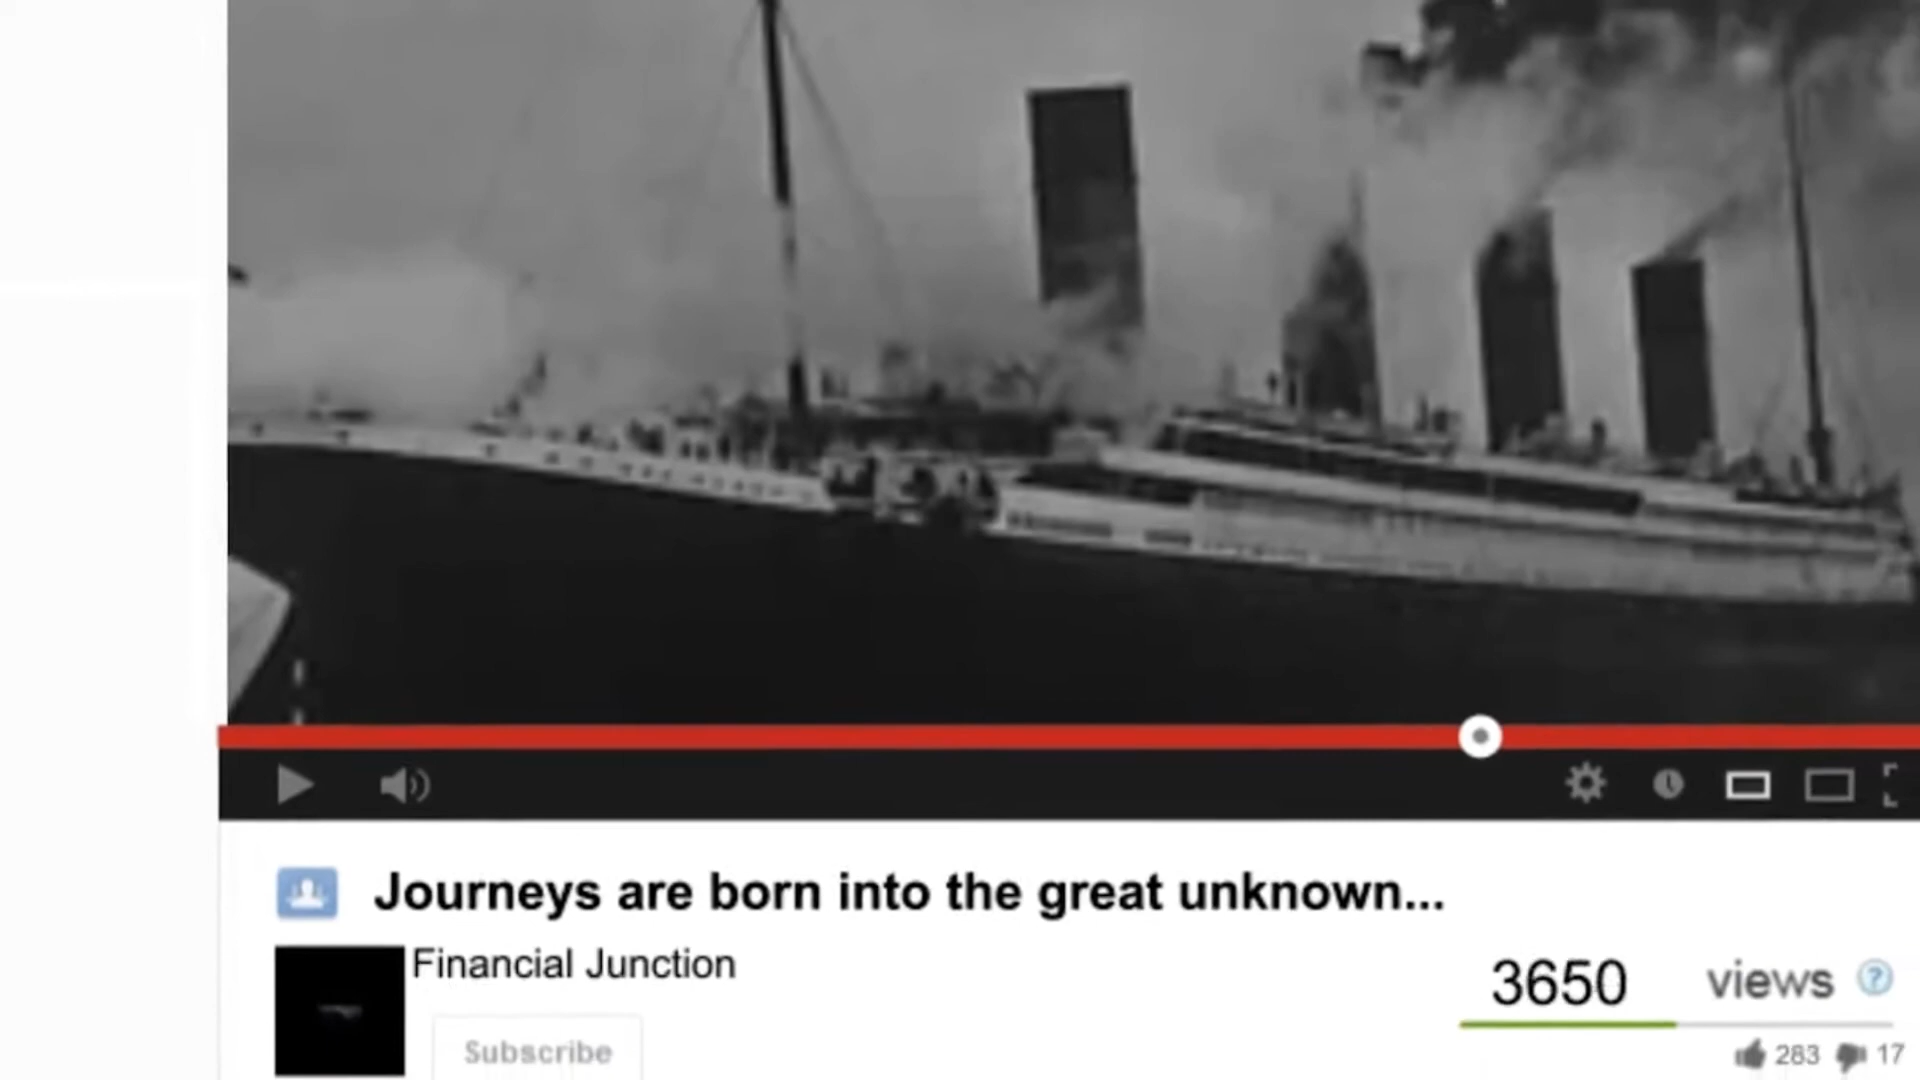 Journeys are born into the great unknown...
Financial Junction
3650 views ?
Subscribe
283 17